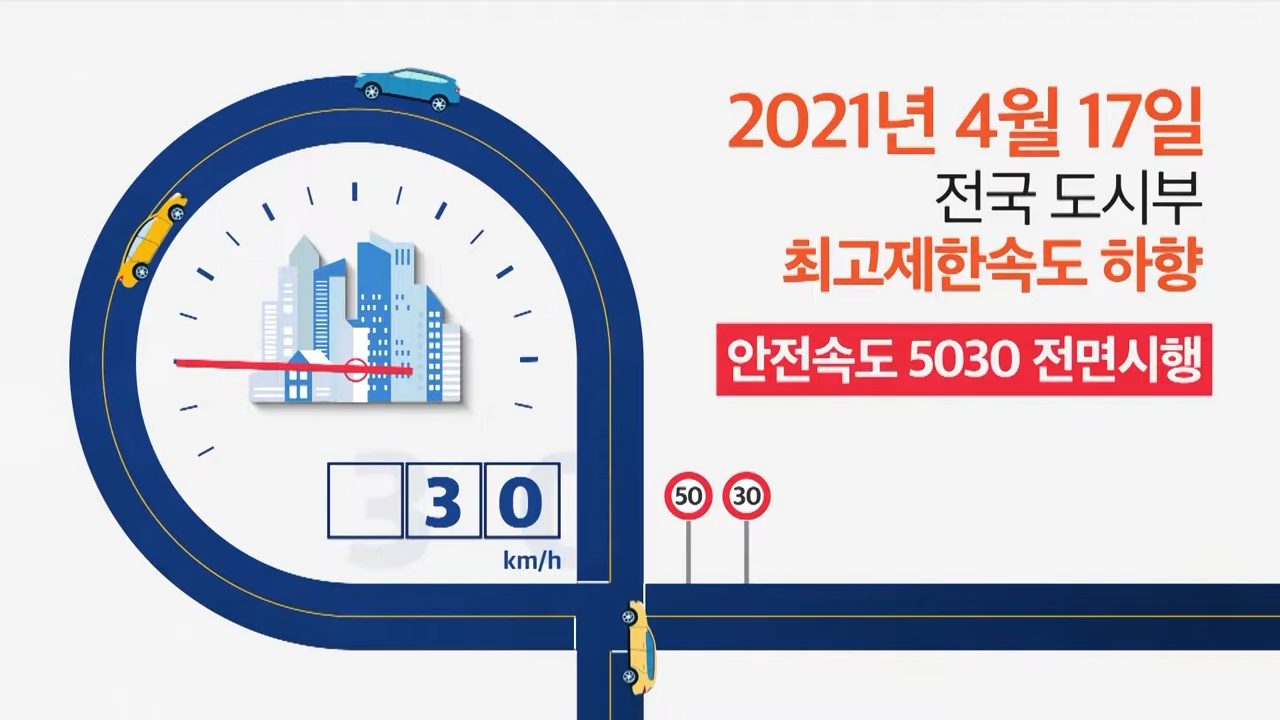 2021년 4월 17일
전국 도시부
최고제한속도 하향
안전속도 5030 전면시행
30
km/h
50
30